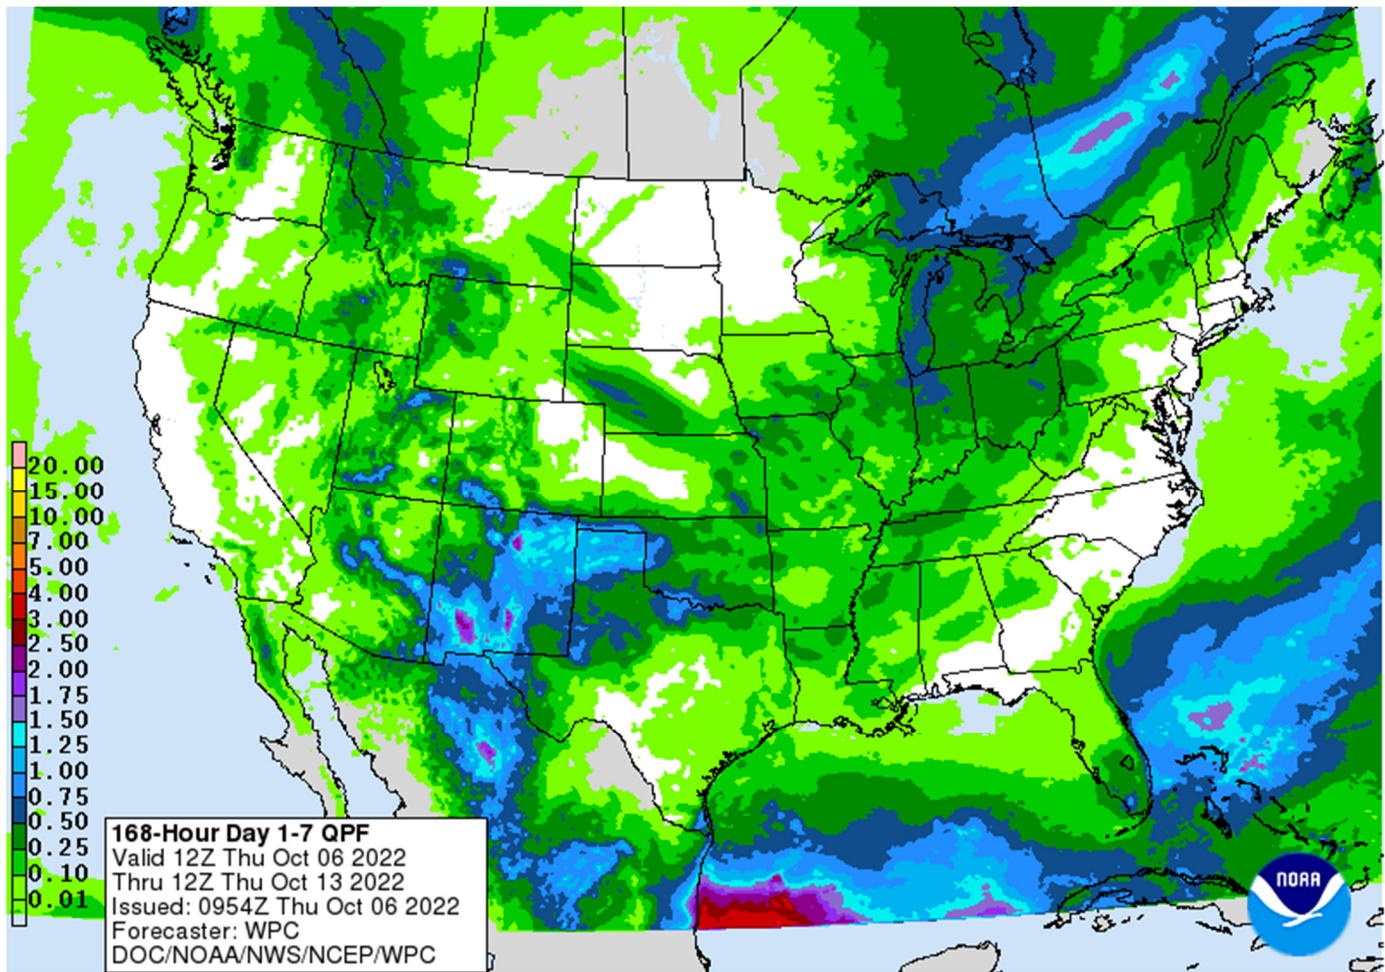 20.00
15.00
10.00
7.00
5.00
4.00
3.00
2.50
2.00
1.75
1.50
1.25
1.00
0.75
0.50
0.25
0.10
0.01
168-Hour Day 1-7 QPF
Valid 12Z Thu Oct 06 2022
Thru 12Z Thu Oct 13 2022
Issued: 0954Z Thu Oct 06 2022
Forecaster: WPC
DOC/NOAA/NWS/NCEP/WPC
NOAA